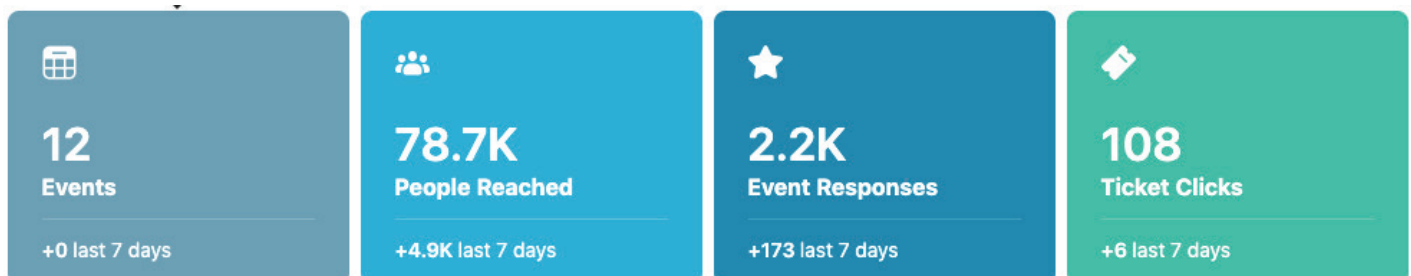 12
Events
+0 last 7 days
78.7K
People Reached
+4.9K last 7 days
2.2K
Event Responses
+173 last 7 days
108
Ticket Clicks
+6 last 7 days